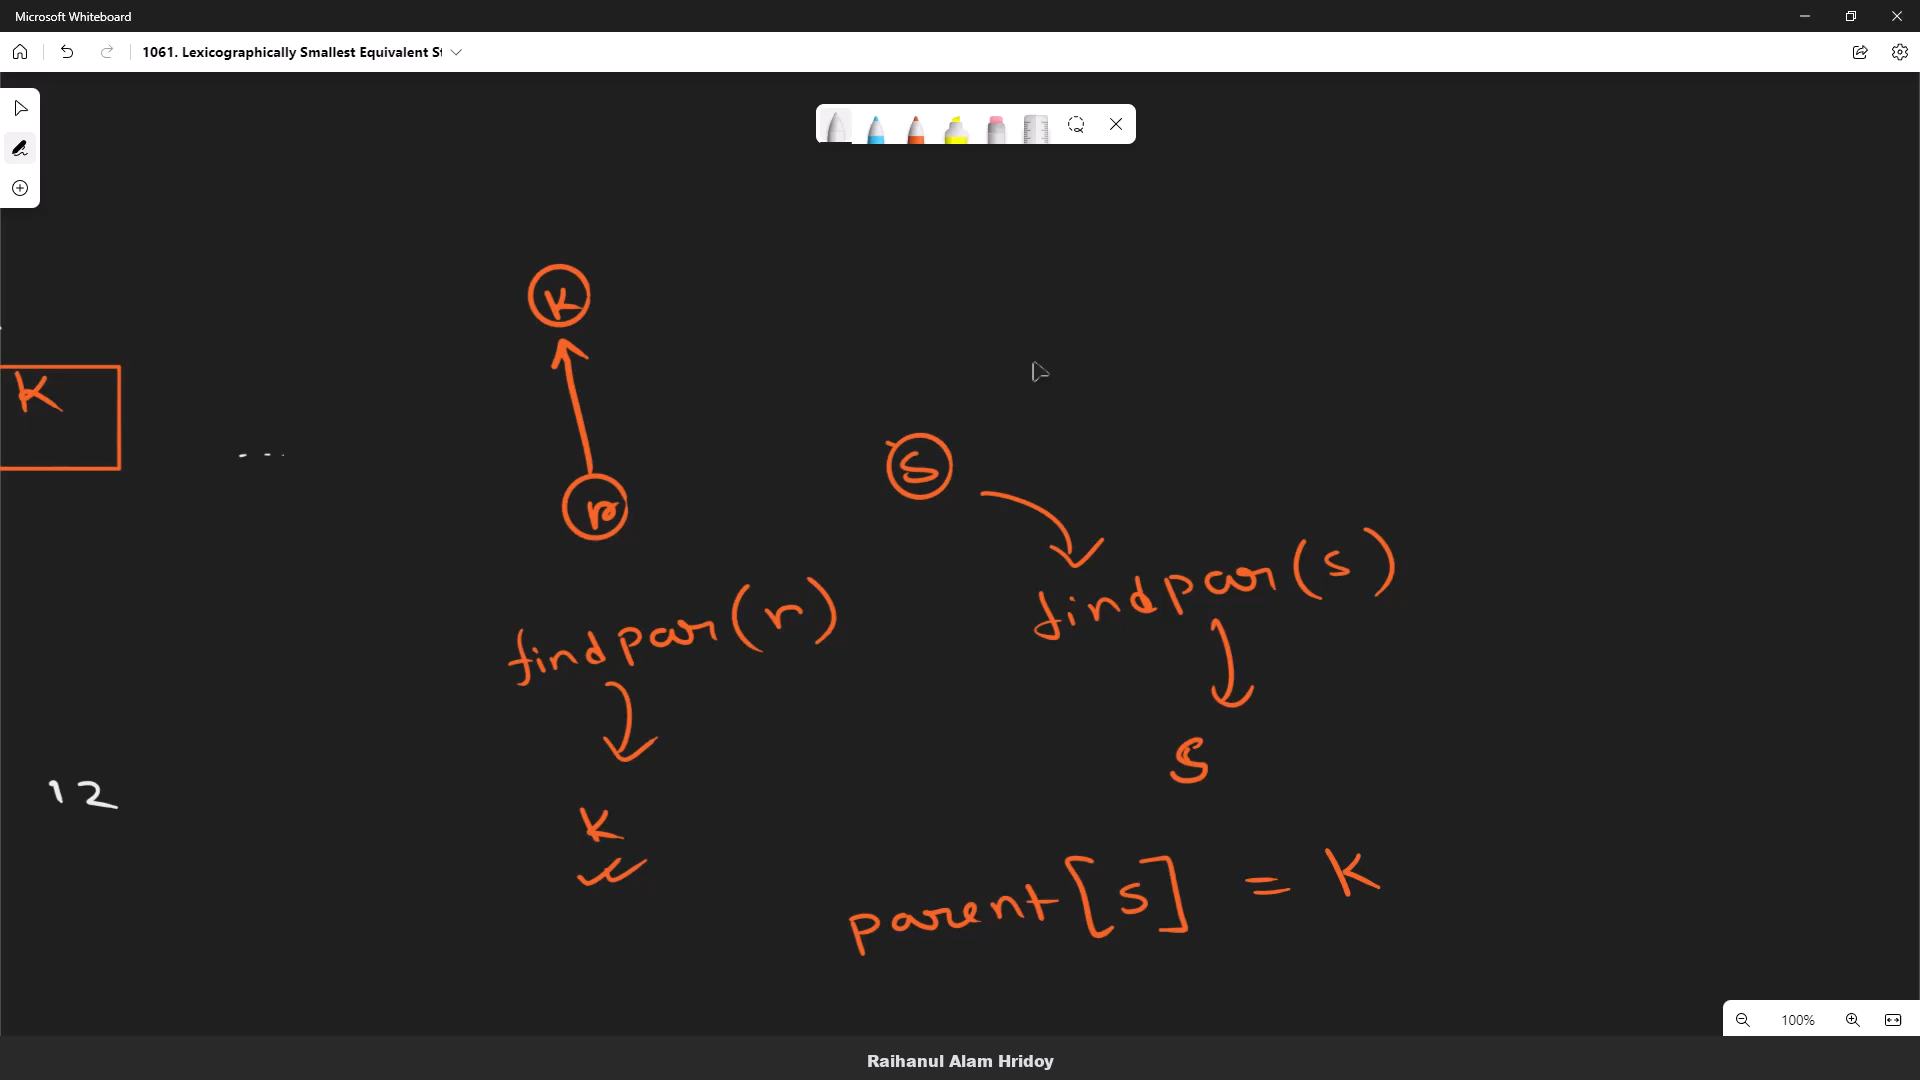 Microsoft Whiteboard
1061. Lexicographically Smallest Equivalent St
K
K
r
S
findpar(r)
findpar(s)
K
S
12
parent[s] = K
100%
Raihanul Alam Hridoy